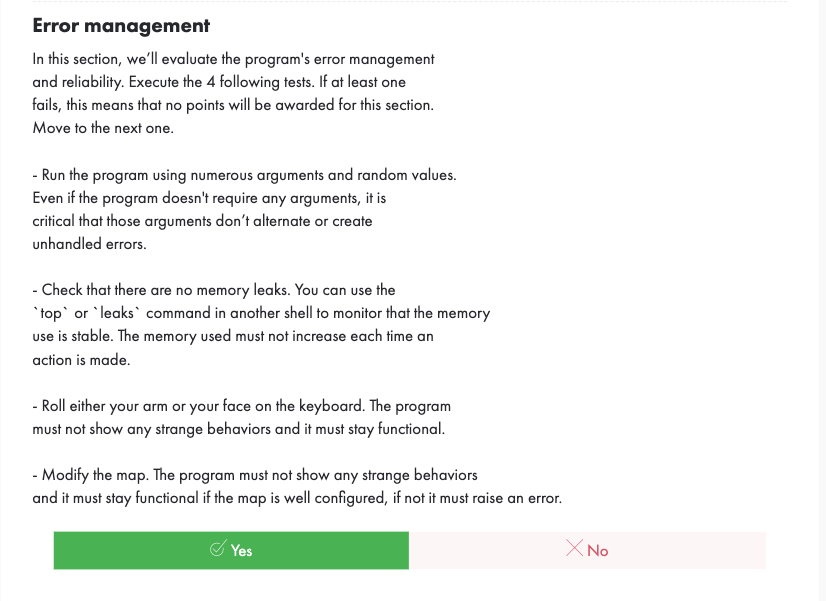 Error management
In this section, we’ll evaluate the program's error management
and reliability. Execute the 4 following tests. If at least one
fails, this means that no points will be awarded for this section.
Move to the next one.
- Run the program using numerous arguments and random values.
Even if the program doesn't require any arguments, it is
critical that those arguments don’t alternate or create
unhandled errors.
- Check that there are no memory leaks. You can use the
`top` or `leaks` command in another shell to monitor that the memory
use is stable. The memory used must not increase each time an
action is made.
- Roll either your arm or your face on the keyboard. The program
must not show any strange behaviors and it must stay functional.
- Modify the map. The program must not show any strange behaviors
and it must stay functional if the map is well configured, if not it must raise an error.
Yes
No